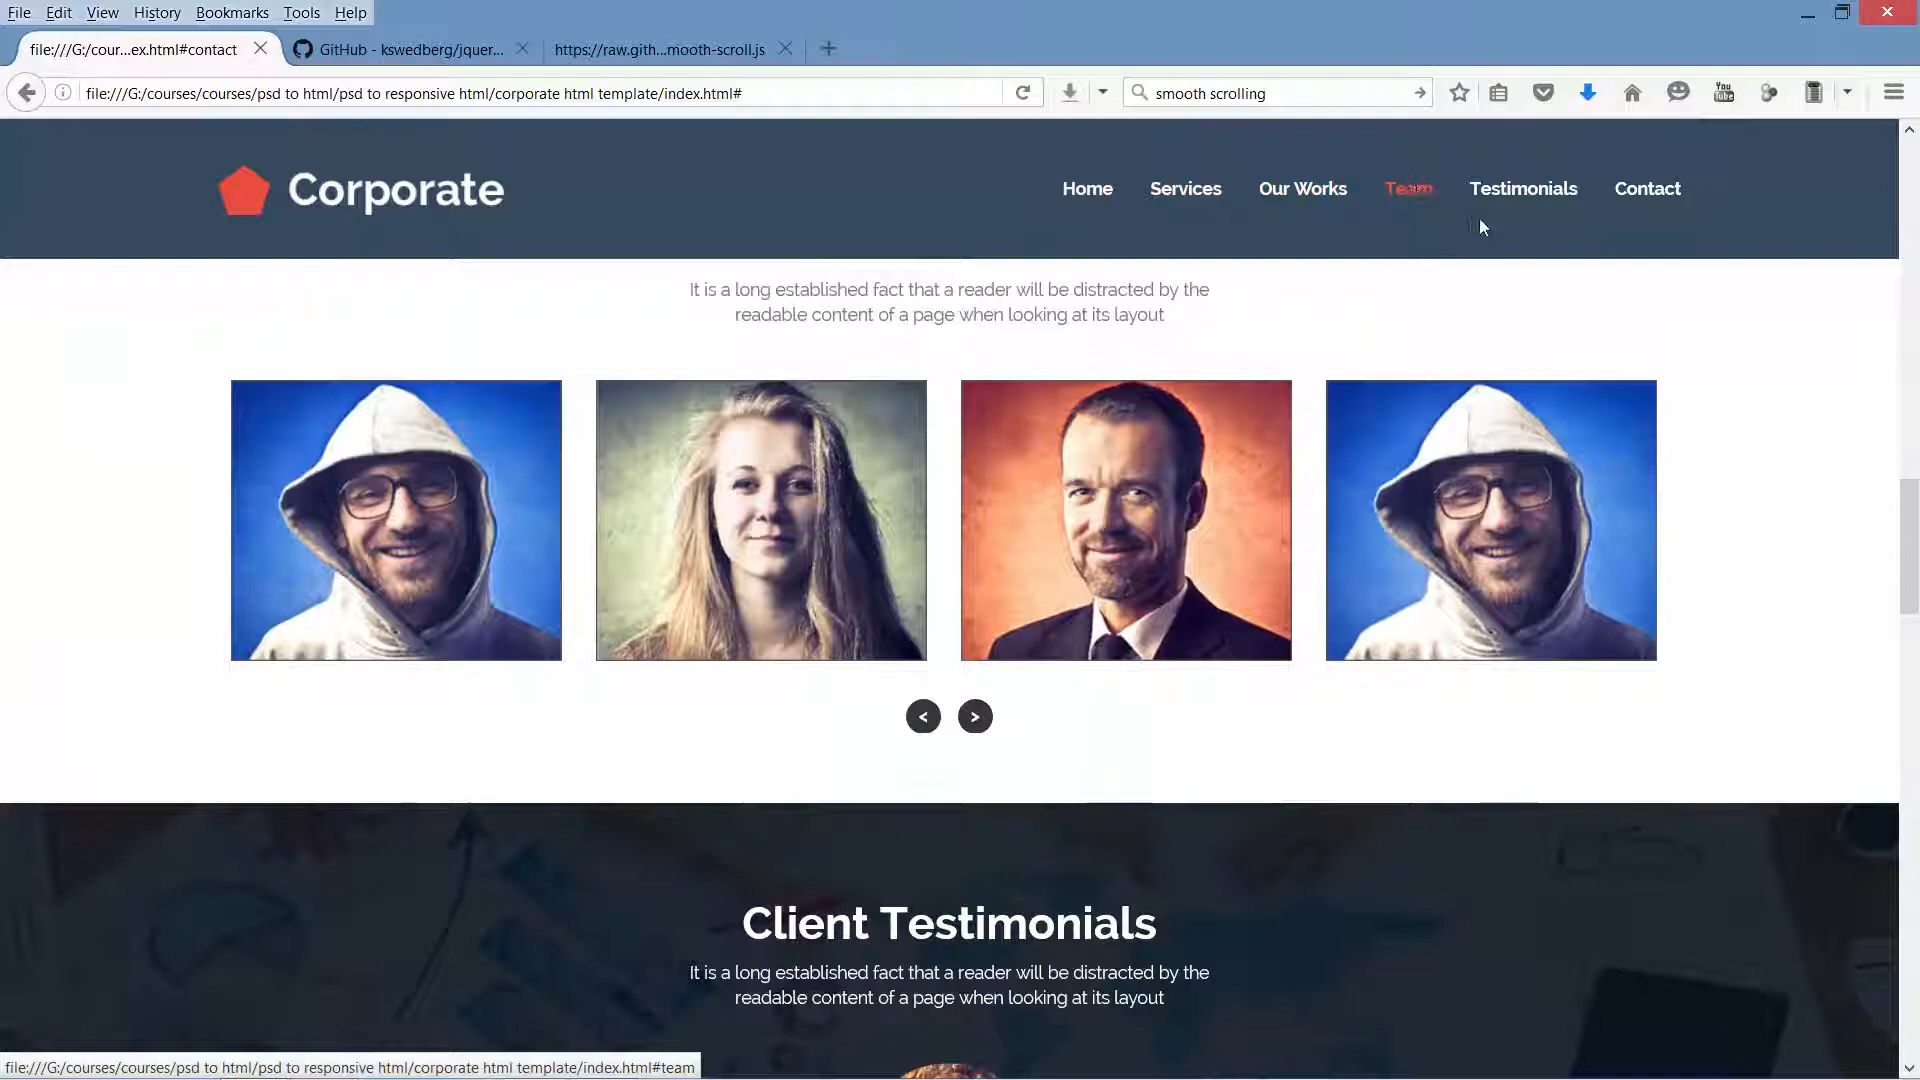 File Edit View History Bookmarks Tools Help
file:///G:/cour...ex.html#contact GitHub - kswedberg/jquer... https://raw.gith...mooth-scroll.js
file:///G:/courses/courses/psd to html/psd to responsive html/corporate html template/index.html# smooth scrolling You Tube
Corporate Home Services Our Works Team Testimonials Contact
It is a long established fact that a reader will be distracted by the
readable content of a page when looking at its layout
< >
Client Testimonials
It is a long established fact that a reader will be distracted by the
readable content of a page when looking at its layout
file:///G:/courses/courses/psd to html/psd to responsive html/corporate html template/index.html#team